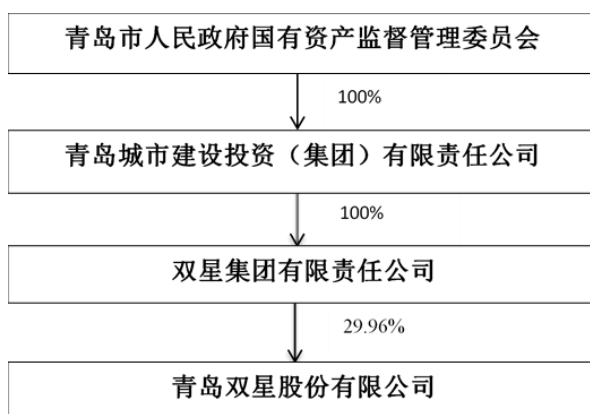 青岛市人民政府国有资产监督管理委员会
100%
青岛城市建设投资（集团）有限责任公司
100%
双星集团有限责任公司
29.96%
青岛双星股份有限公司